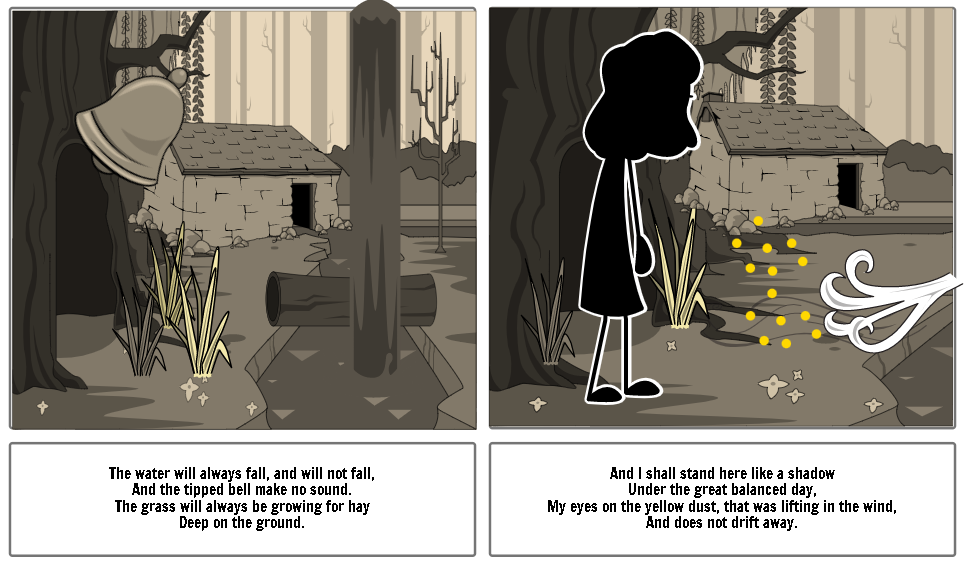 The water will always fall, and will not fall,
And the tipped bell make no sound.
The grass will always be growing for hay
Deep on the ground.
And I shall stand here like a shadow
Under the great balanced day,
My eyes on the yellow dust, that was lifting in the wind,
And does not drift away.